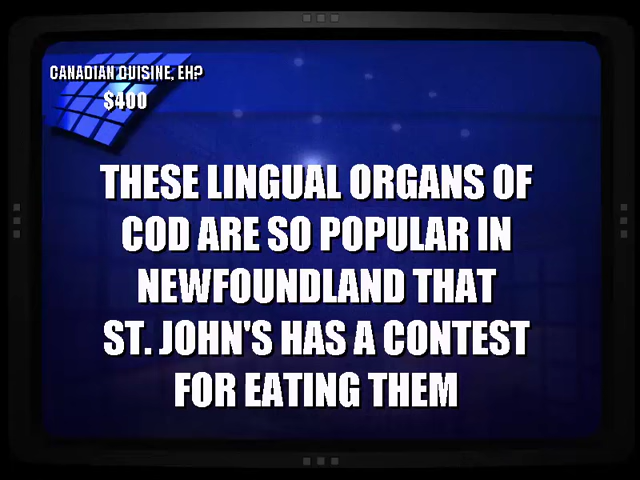 CANADIAN CUISINE, EH?
$400
THESE LINGUAL ORGANS OF
COD ARE SO POPULAR IN
NEWFOUNDLAND THAT
ST. JOHN'S HAS A CONTEST
FOR EATING THEM